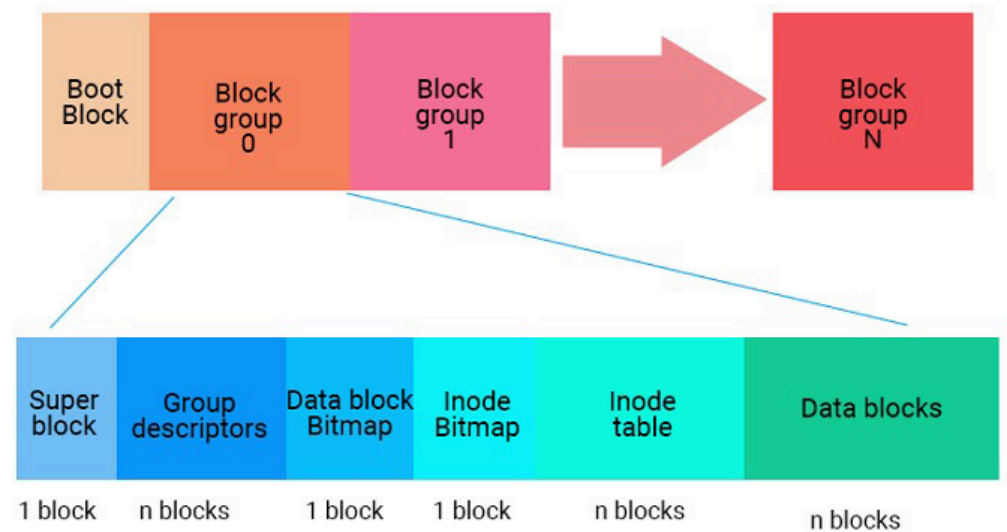 Boot
Block
Block
group
0
Block
group
1
Block
group
N
Super
block
Group
descriptors
Data block
Bitmap
Inode
Bitmap
Inode
table
Data blocks
1 block
n blocks
1 block
1 block
n blocks
n blocks